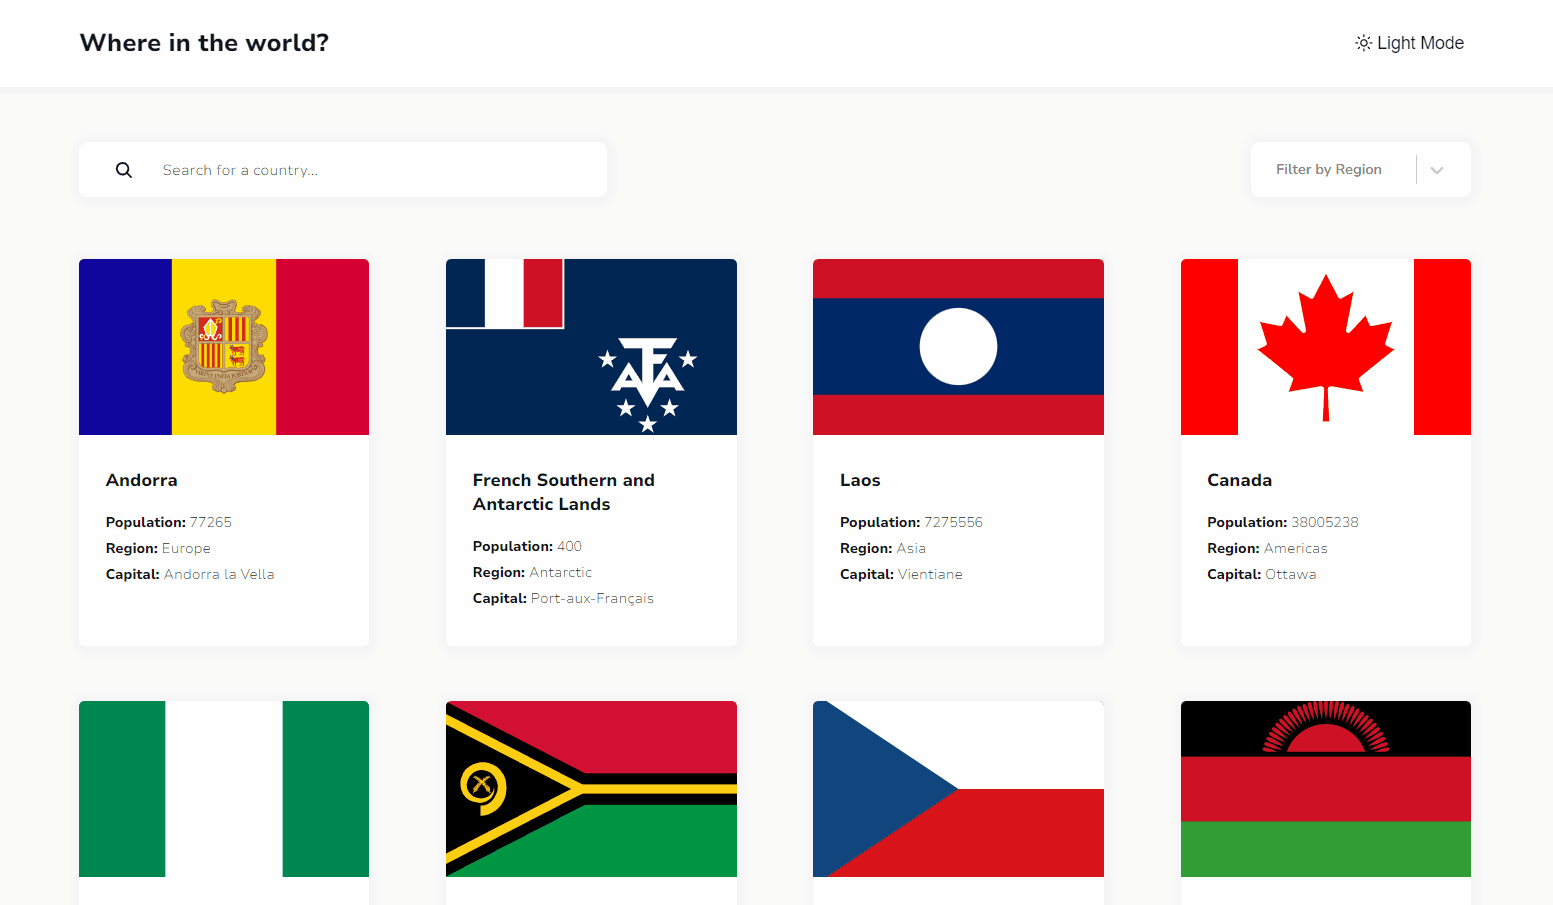 Where in the world?
Light Mode
Search for a country...
Filter by Region
Andorra
Population: 77265
Region: Europe
Capital: Andorra la Vella
French Southern and
Antarctic Lands
Population: 400
Region: Antarctic
Capital: Port-aux-Français
Laos
Population: 7275556
Region: Asia
Capital: Vientiane
Canada
Population: 38005238
Region: Americas
Capital: Ottawa